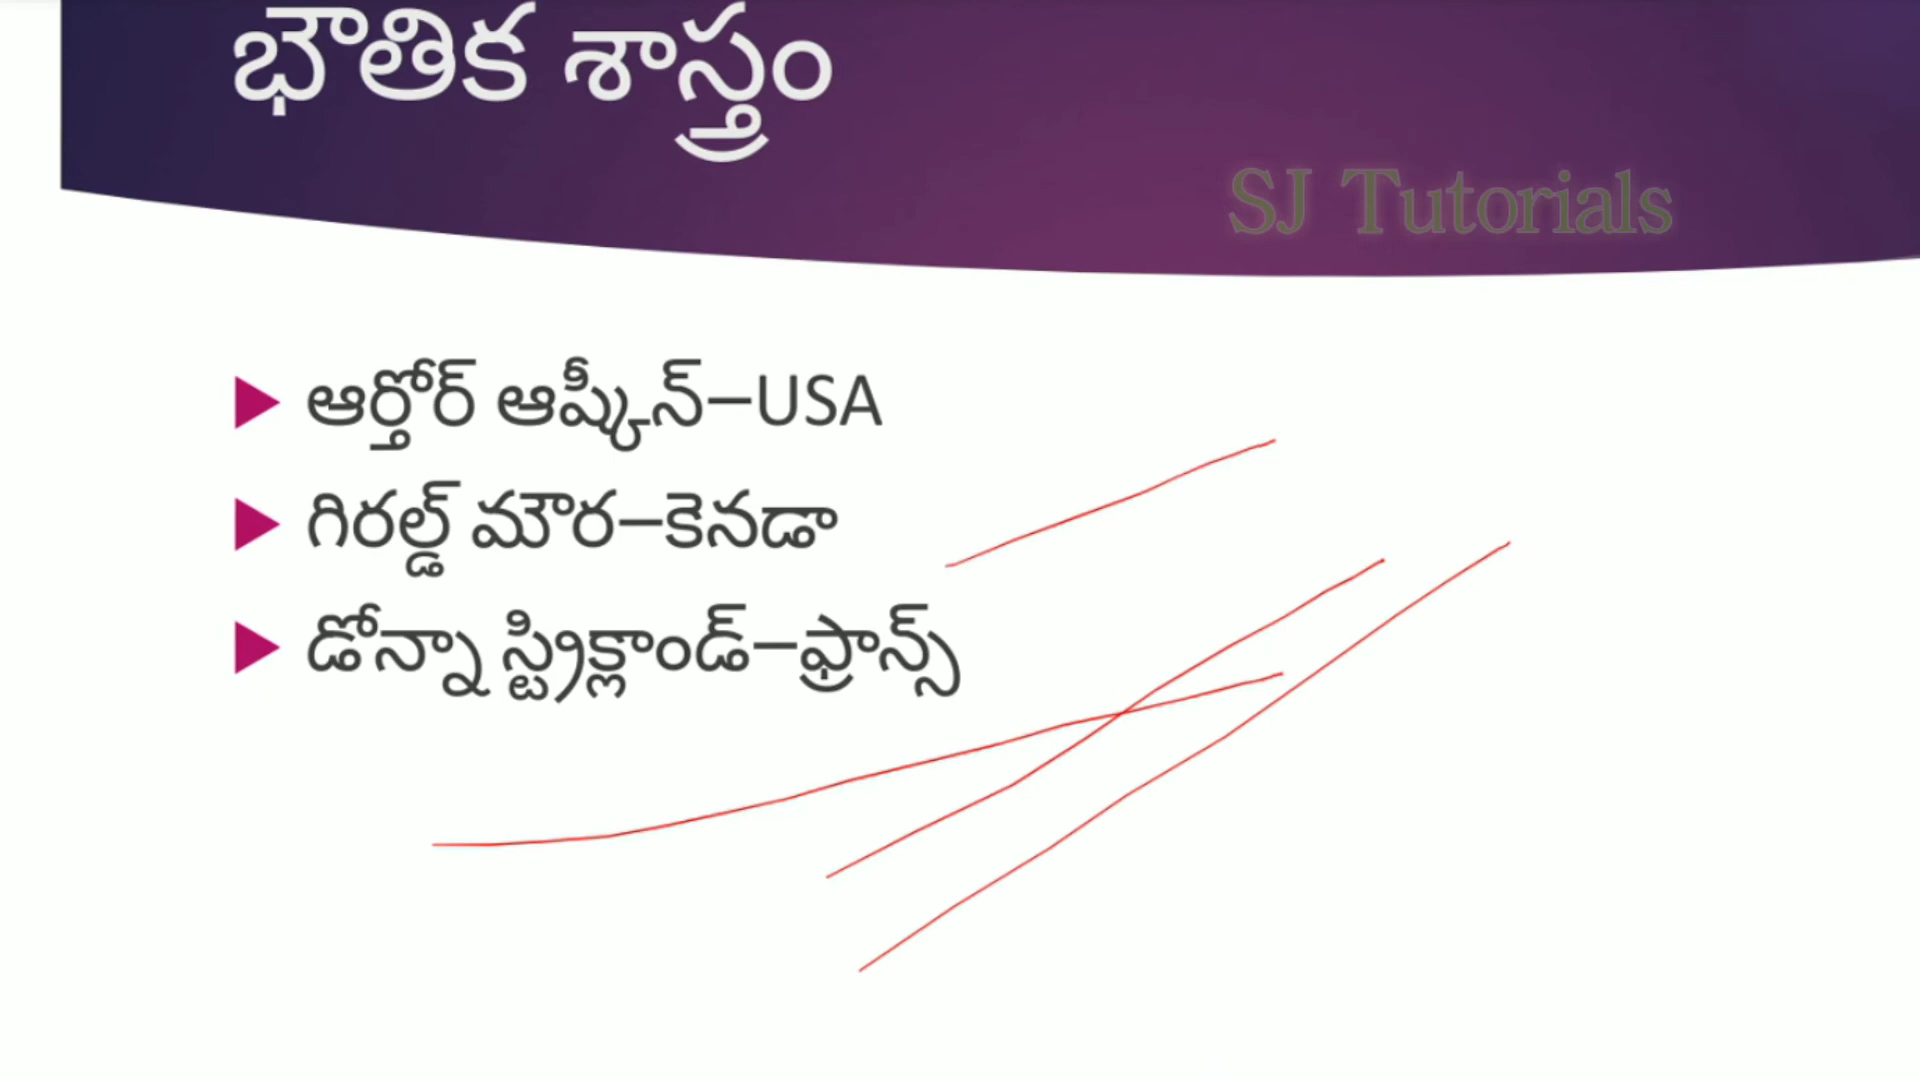 భౌతిక శాస్త్రం
SJ Tutorials
ఆర్తోర్ ఆష్కీన్–USA
గిరల్డ్ మౌర–కెనడా
డోన్నా స్ట్రిక్లాండ్–ఫ్రాన్స్